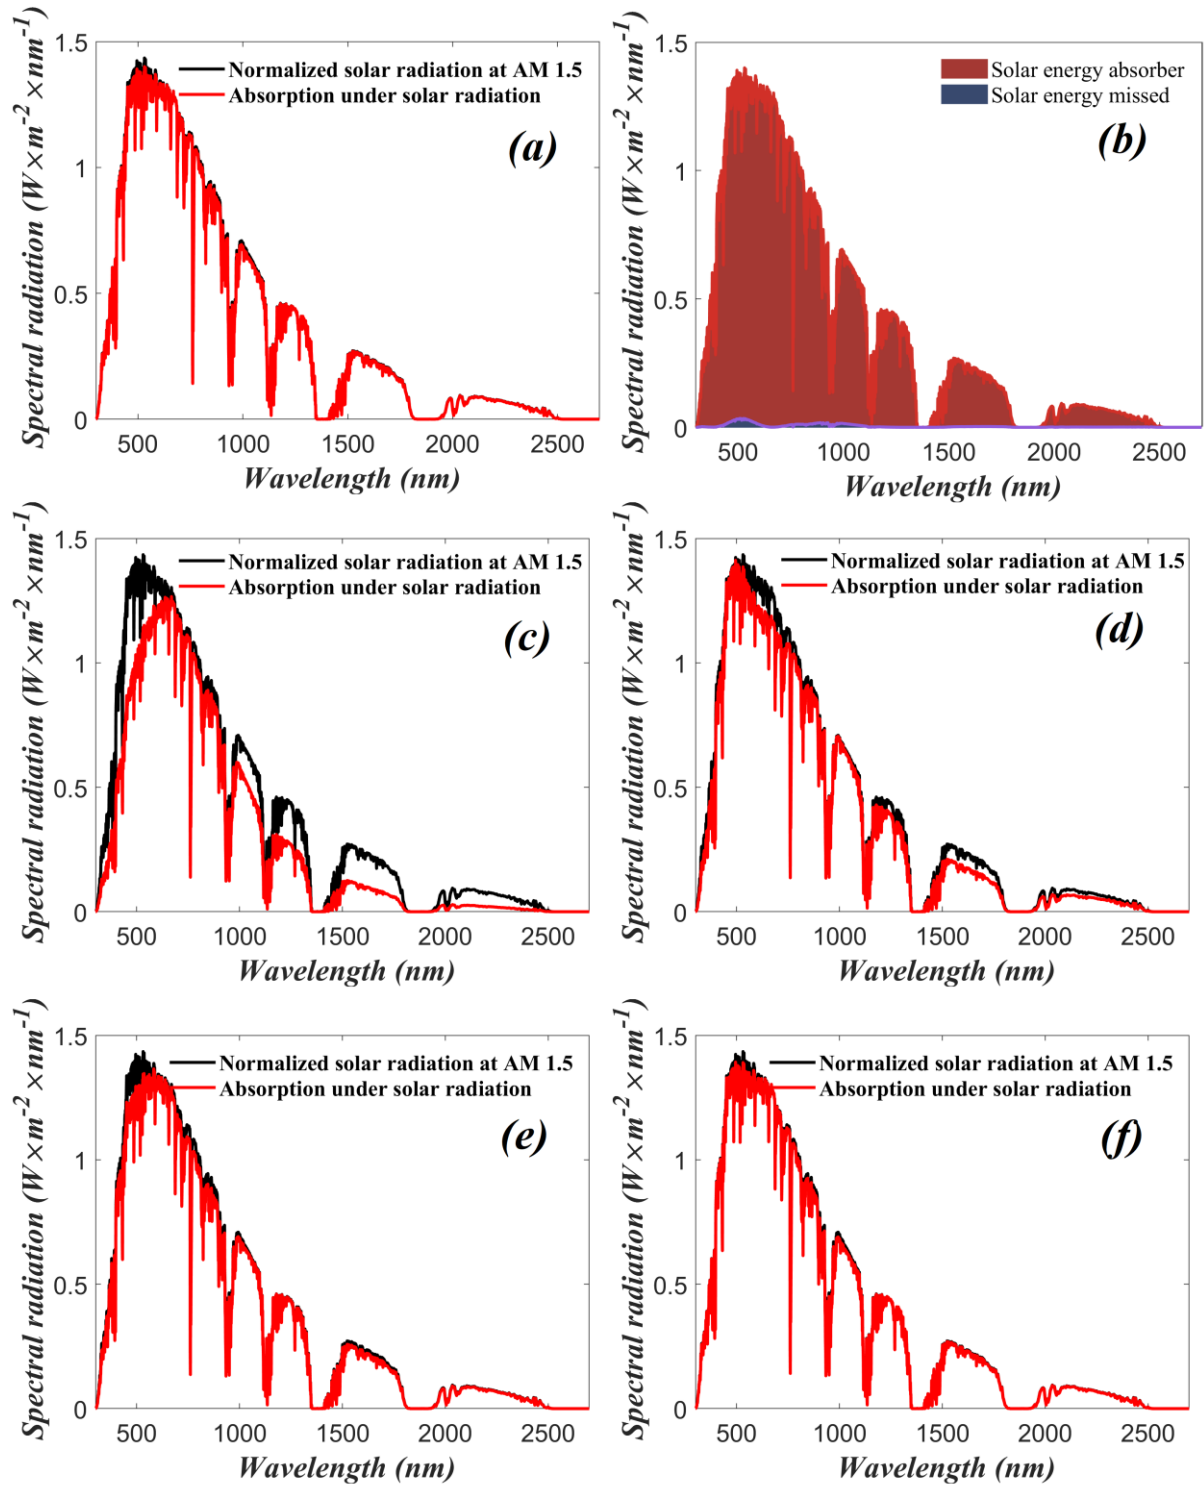 Spectral radiation (W×m-2×nm-1)
1.5
1
0.5
0
Normalized solar radiation at AM 1.5
Absorption under solar radiation
(a)
500 1000 1500 2000 2500
Wavelength (nm)
Spectral radiation (W×m-2×nm-1)
1.5
1
0.5
0
Solar energy absorber
Solar energy missed
(b)
500 1000 1500 2000 2500
Wavelength (nm)
Spectral radiation (W×m-2×nm-1)
1.5
1
0.5
0
Normalized solar radiation at AM 1.5
Absorption under solar radiation
(c)
500 1000 1500 2000 2500
Wavelength (nm)
Spectral radiation (W×m-2×nm-1)
1.5
1
0.5
0
Normalized solar radiation at AM 1.5
Absorption under solar radiation
(d)
500 1000 1500 2000 2500
Wavelength (nm)
Spectral radiation (W×m-2×nm-1)
1.5
1
0.5
0
Normalized solar radiation at AM 1.5
Absorption under solar radiation
(e)
500 1000 1500 2000 2500
Wavelength (nm)
Spectral radiation (W×m-2×nm-1)
1.5
1
0.5
0
Normalized solar radiation at AM 1.5
Absorption under solar radiation
(f)
500 1000 1500 2000 2500
Wavelength (nm)